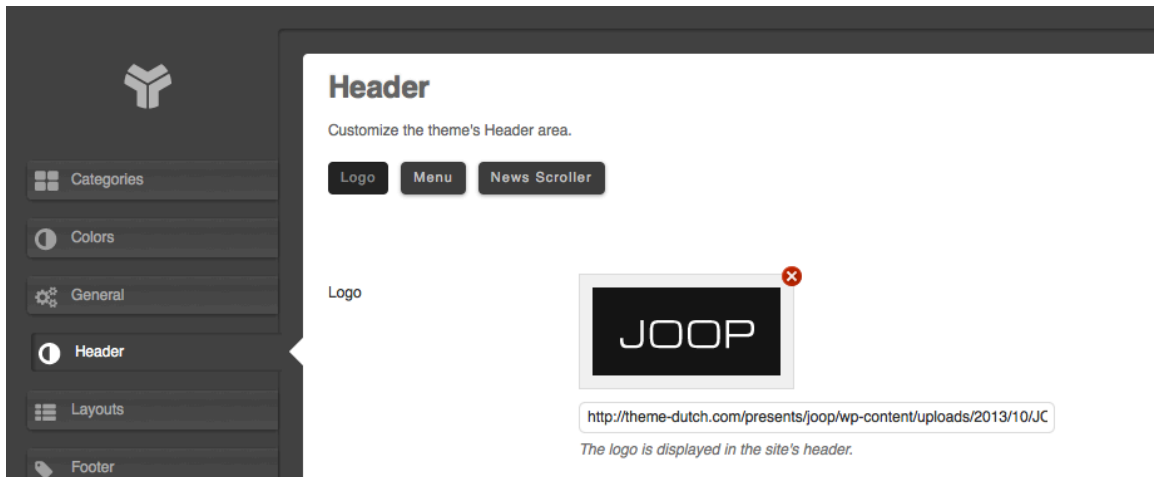 Header
Customize the theme's Header area.
Logo Menu News Scroller
Categories
Colors
General
Header
Layouts
Footer
Logo
JOOP
http://theme-dutch.com/presents/joop/wp-content/uploads/2013/10/JC
The logo is displayed in the site's header.